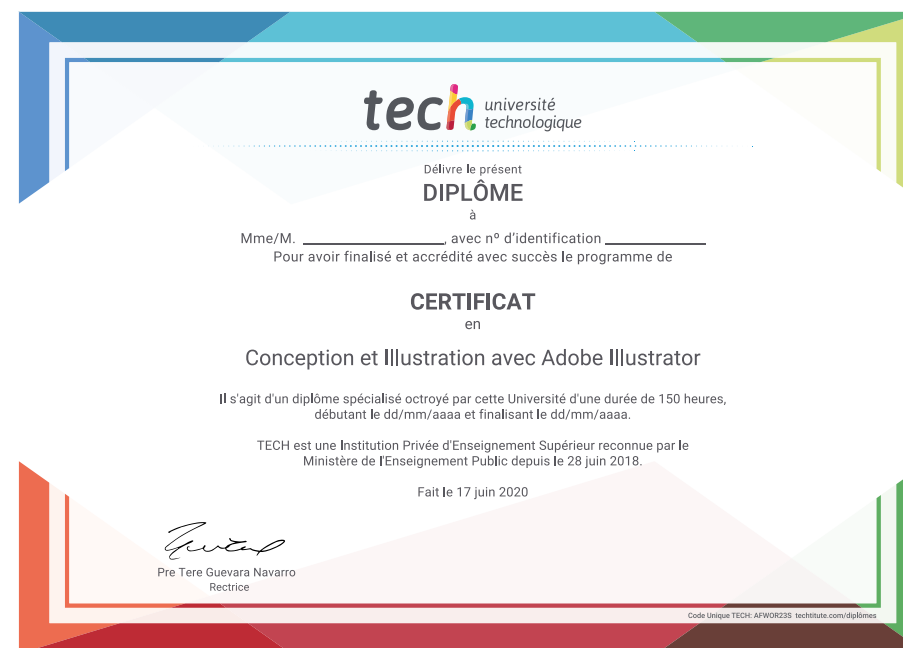 tech université
technologique
Délivre le présent
DIPLÔME
à
Mme/M. ____________________, avec nº d'identification ______________
Pour avoir finalisé et accrédité avec succès le programme de
CERTIFICAT
en
Conception et Illustration avec Adobe Illustrator
Il s'agit d'un diplôme spécialisé octroyé par cette Université d'une durée de 150 heures,
débutant le dd/mm/aaaa et finalisant le dd/mm/aaaa.
TECH est une Institution Privée d'Enseignement Supérieur reconnue par le
Ministère de l'Enseignement Public depuis le 28 juin 2018.
Fait le 17 juin 2020
Pre Tere Guevara Navarro
Rectrice
Code Unique TECH: AFWOR23S techtitute.com/diplômes